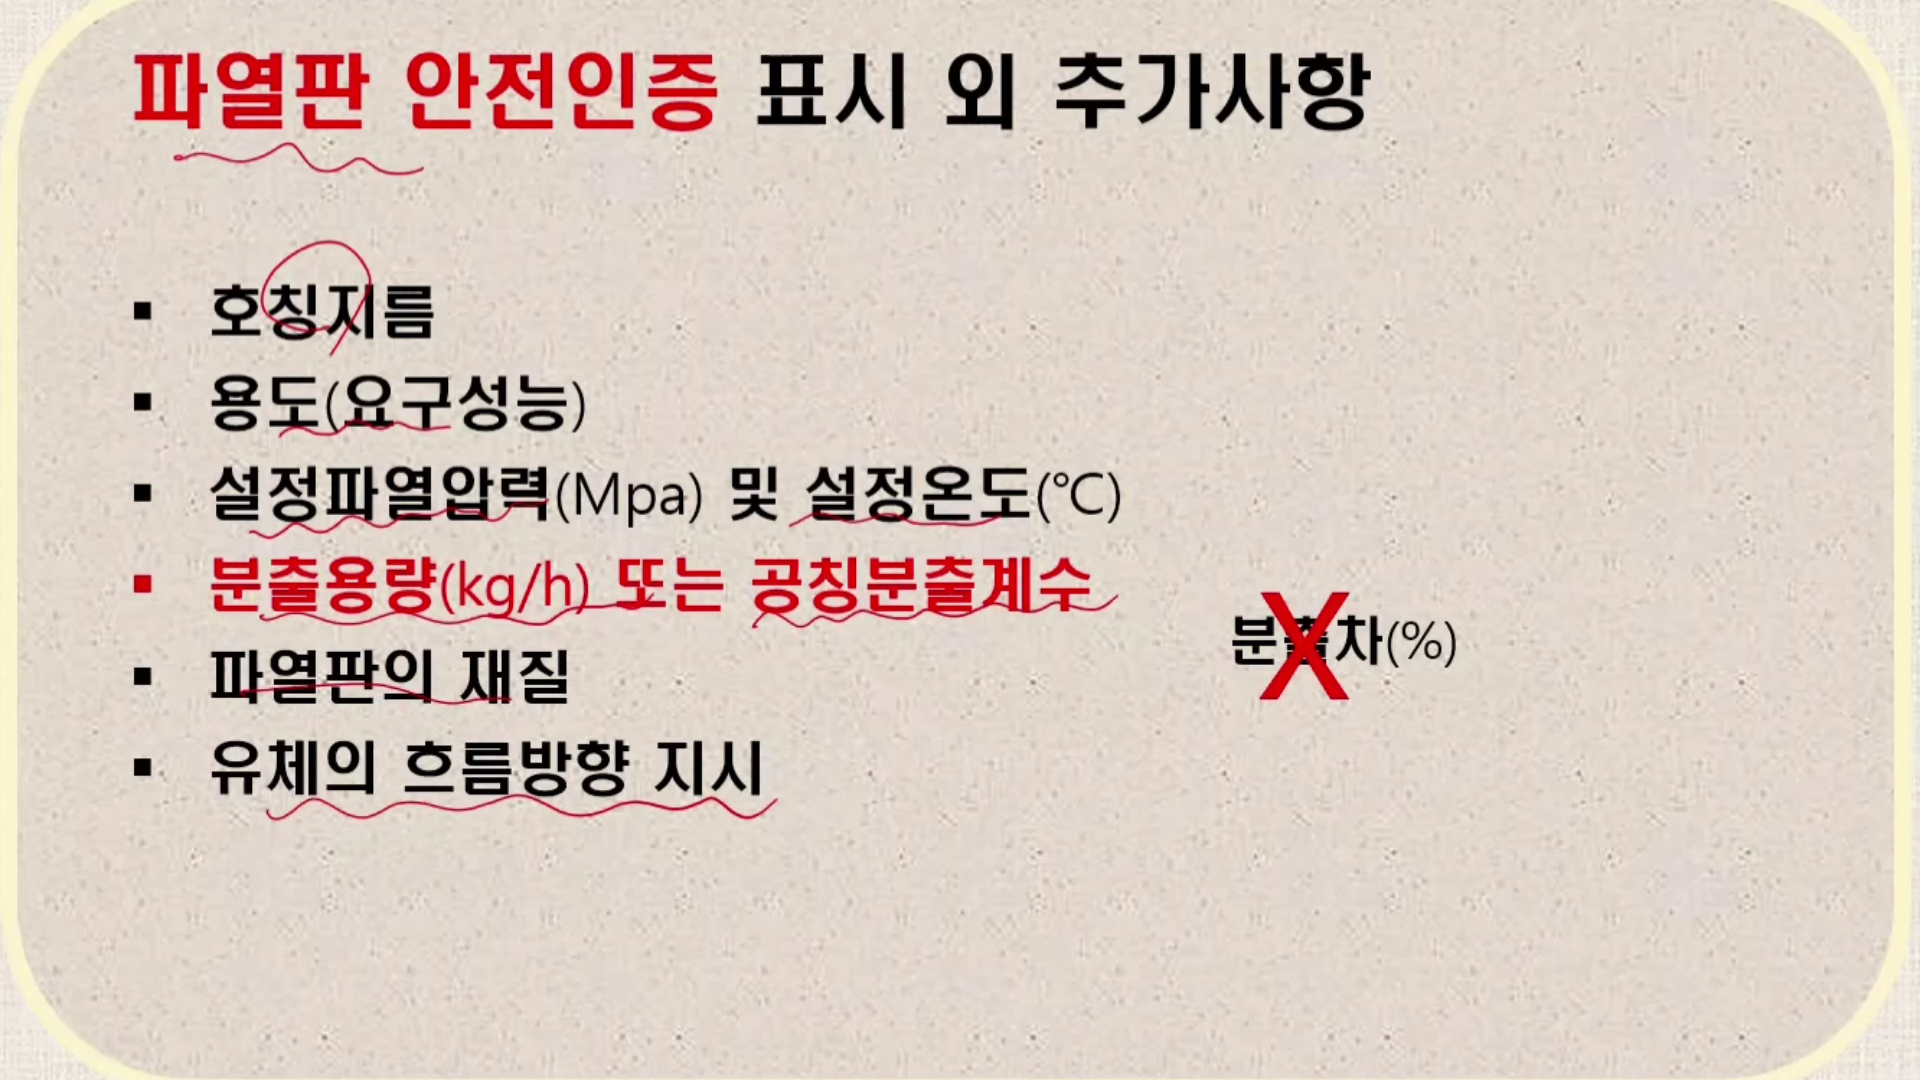 파열판 안전인증 표시 외 추가사항
▪ 호칭지름
▪ 용도(요구성능)
▪ 설정파열압력(Mpa) 및 설정온도(℃)
▪ 분출용량(kg/h) 또는 공칭분출계수
분출차(%)
X
▪ 파열판의 재질
▪ 유체의 흐름방향 지시